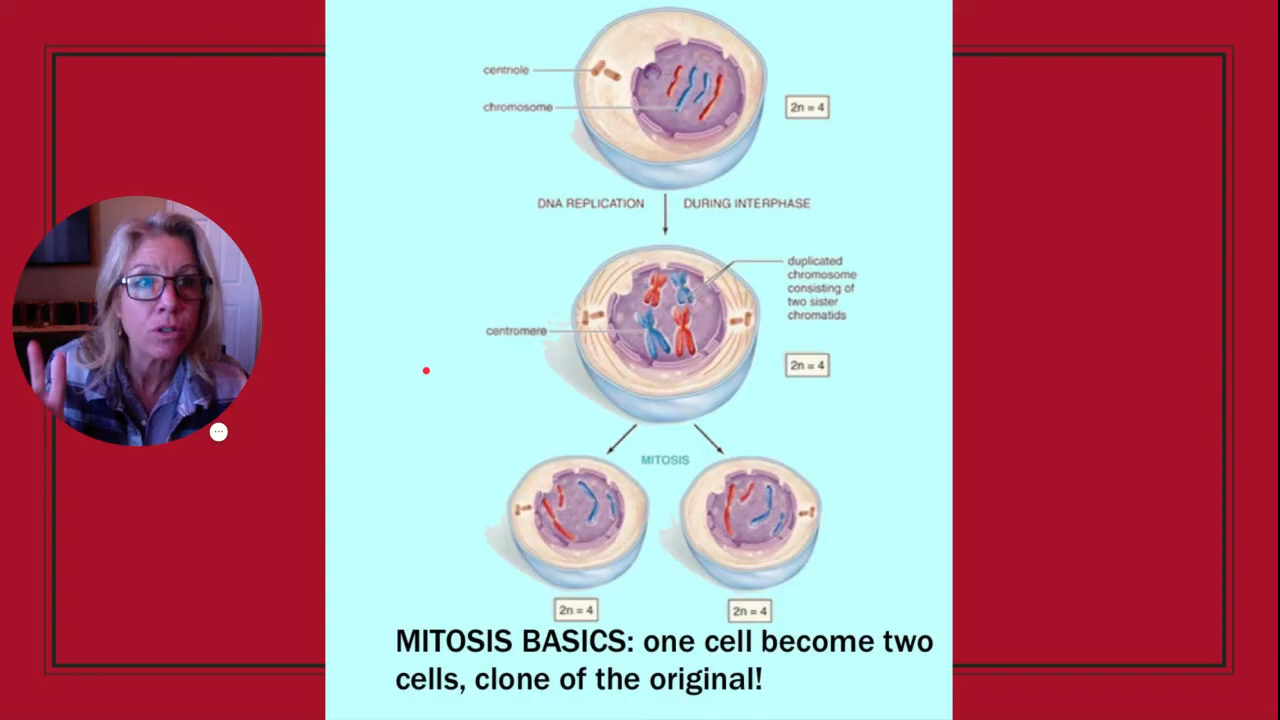 centriole
chromosome
2n = 4
DNA REPLICATION
DURING INTERPHASE
duplicated
chromosome
consisting of
two sister
chromatids
centromere
2n = 4
MITOSIS
2n = 4
2n = 4
MITOSIS BASICS: one cell become two
cells, clone of the original!